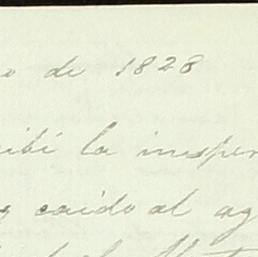 o de 1828
ibí la inesper
caido al ag